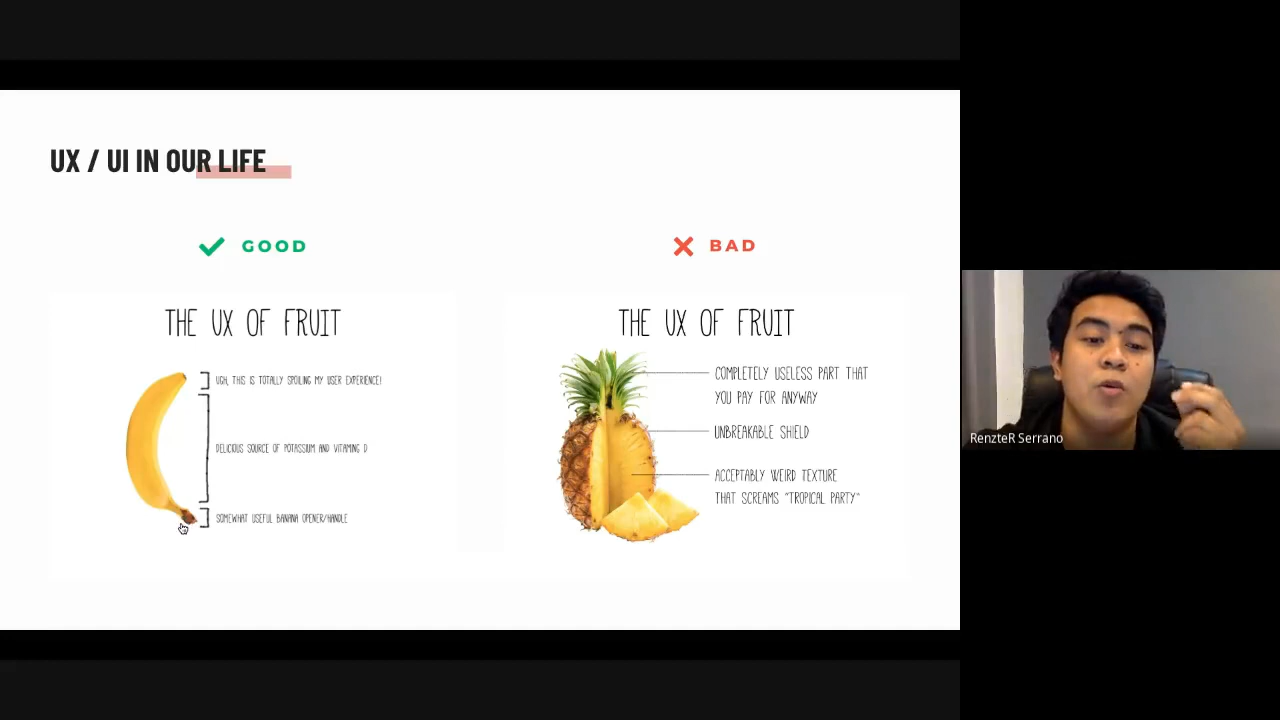 UX / UI IN OUR LIFE
GOOD
THE UX OF FRUIT
UGH, THIS IS TOTALLY SPOILING MY USER EXPERIENCE!
DELICIOUS SOURCE OF POTASSIUM AND VITAMING D
SOMEWHAT USEFUL BANANA OPENER/HANDLE
BAD
THE UX OF FRUIT
COMPLETELY USELESS PART THAT
YOU PAY FOR ANYWAY
UNBREAKABLE SHIELD
ACCEPTABLY WEIRD TEXTURE
THAT SCREAMS "TROPICAL PARTY"
RenzteR Serrano